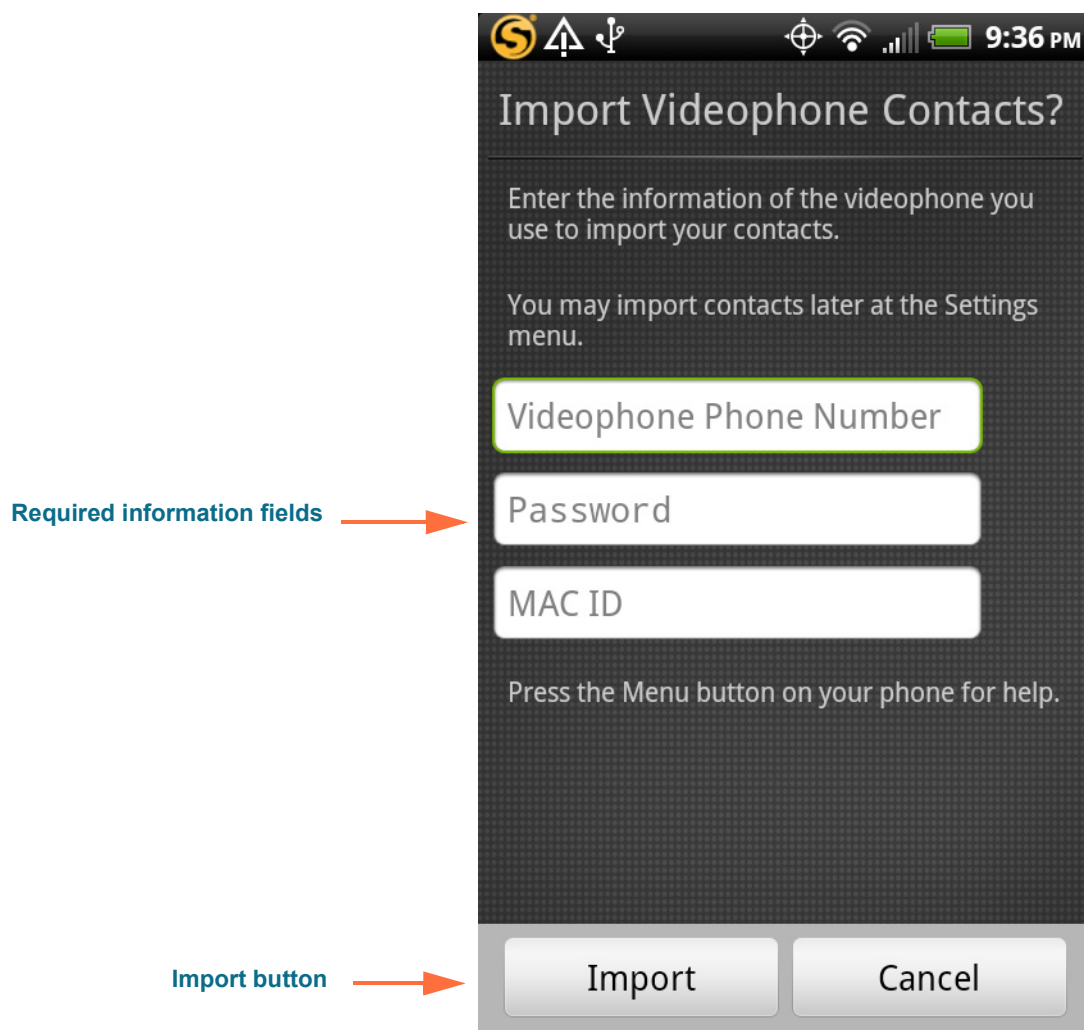 S
9:36 PM
Import Videophone Contacts?
Enter the information of the videophone you
use to import your contacts.
You may import contacts later at the Settings
menu.
Videophone Phone Number
Required information fields
Password
MAC ID
Press the Menu button on your phone for help.
Import button
Import
Cancel